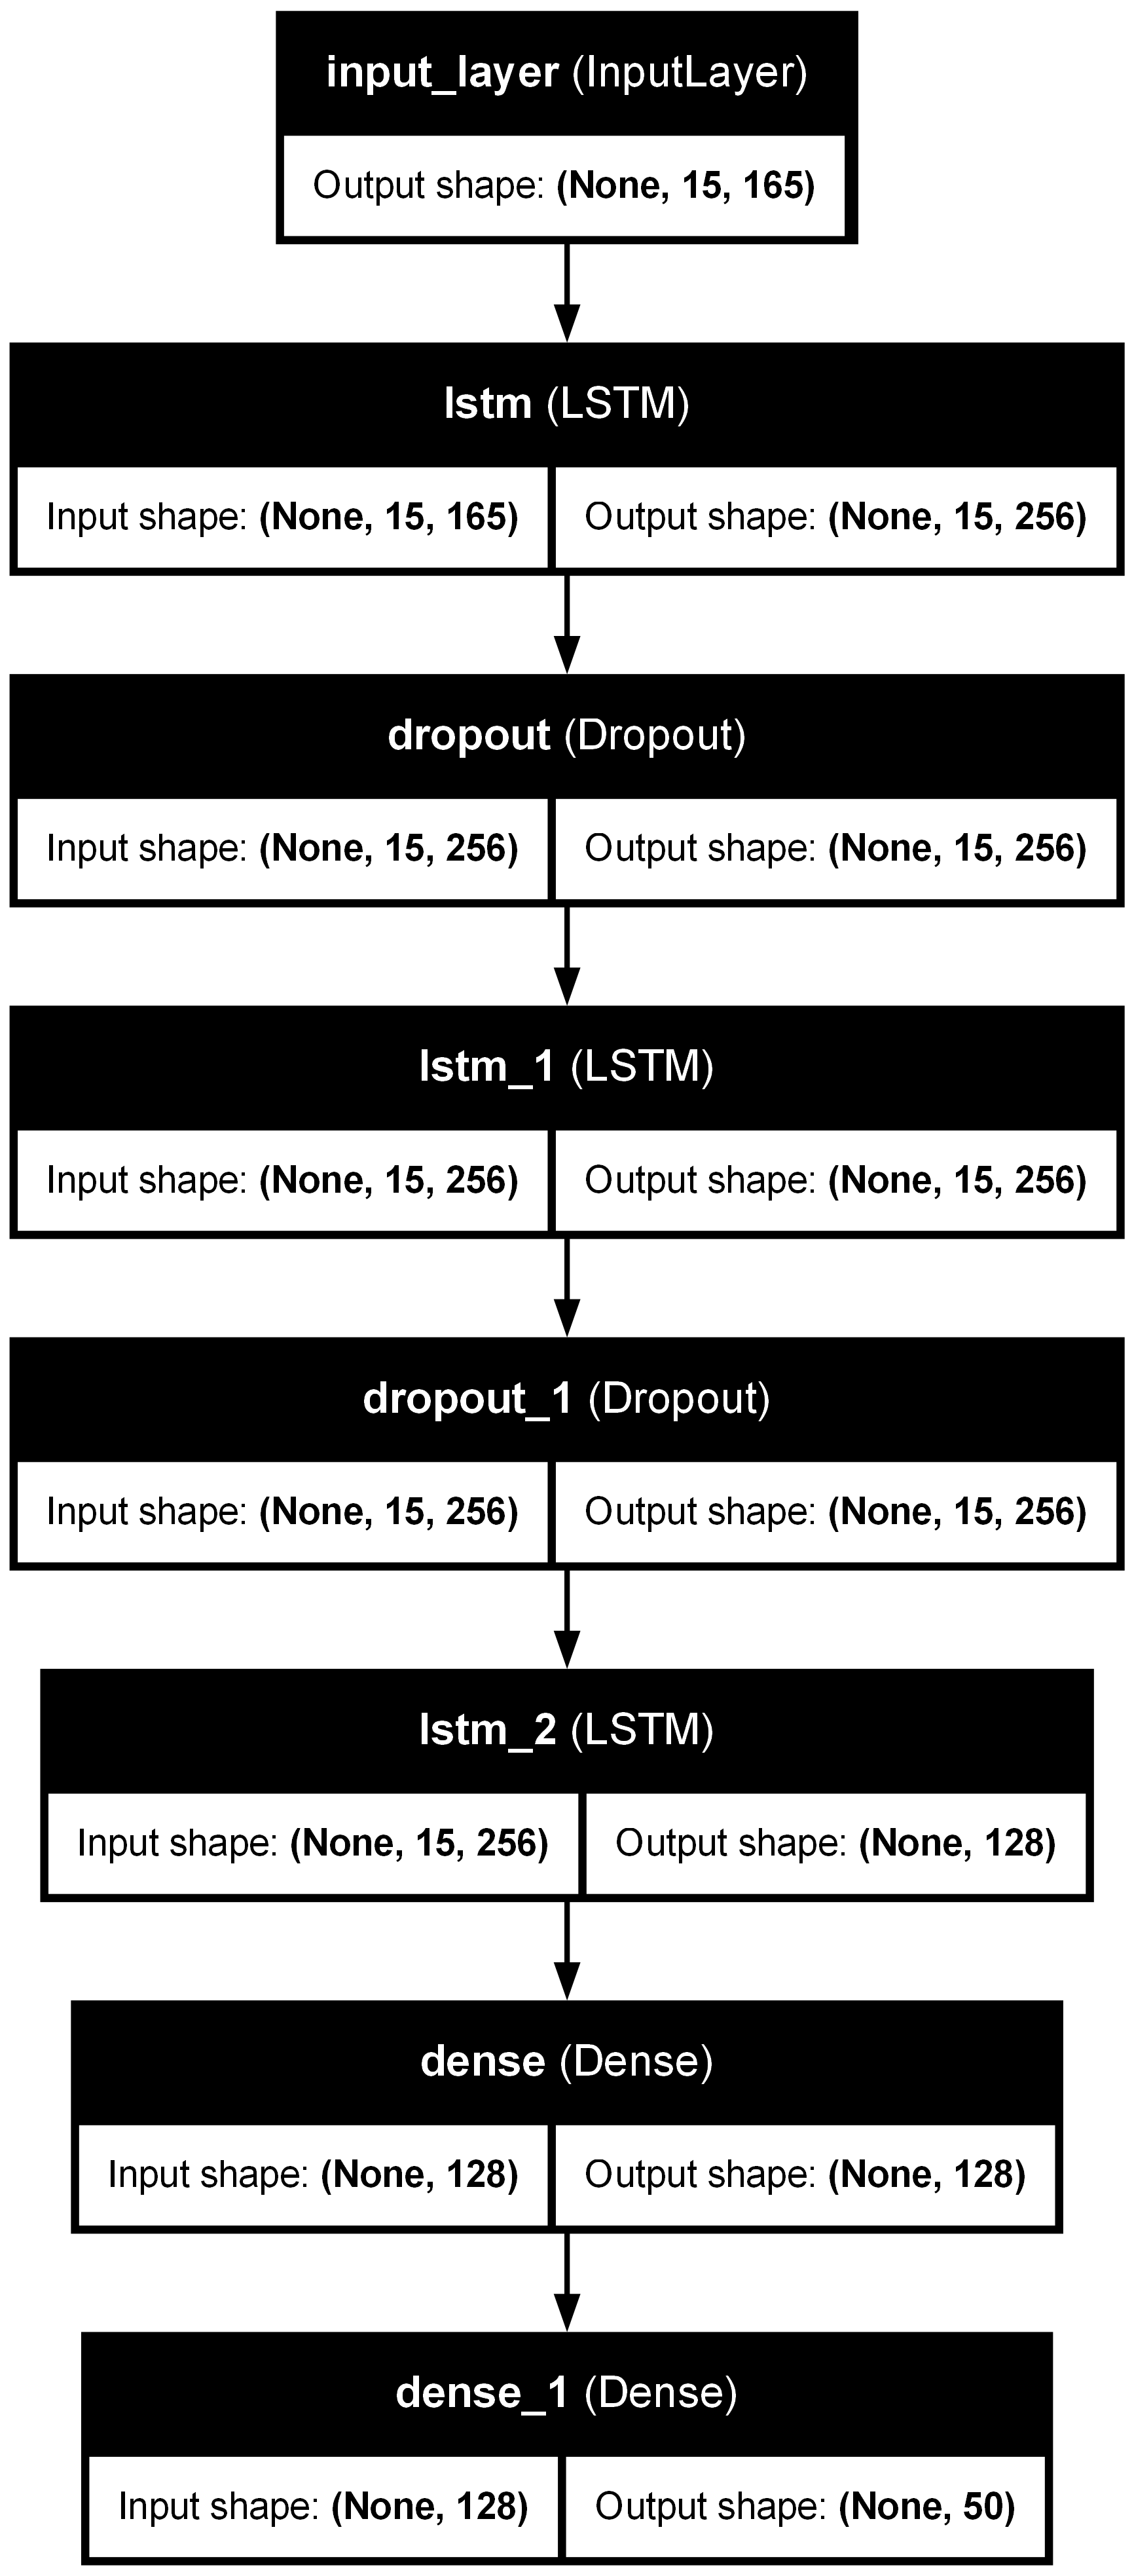 input_layer (InputLayer)
Output shape: (None, 15, 165)
lstm (LSTM)
Input shape: (None, 15, 165) Output shape: (None, 15, 256)
dropout (Dropout)
Input shape: (None, 15, 256) Output shape: (None, 15, 256)
lstm_1 (LSTM)
Input shape: (None, 15, 256) Output shape: (None, 15, 256)
dropout_1 (Dropout)
Input shape: (None, 15, 256) Output shape: (None, 15, 256)
lstm_2 (LSTM)
Input shape: (None, 15, 256) Output shape: (None, 128)
dense (Dense)
Input shape: (None, 128) Output shape: (None, 128)
dense_1 (Dense)
Input shape: (None, 128) Output shape: (None, 50)